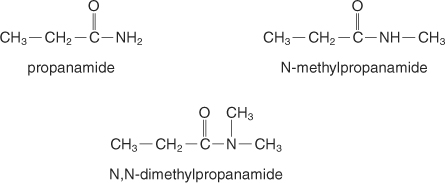 O O
CH3—CH2—C—NH2 CH3—CH2—C—NH—CH3
propanamide N-methylpropanamide
O CH3
CH3—CH2—C—N—CH3
N,N-dimethylpropanamide